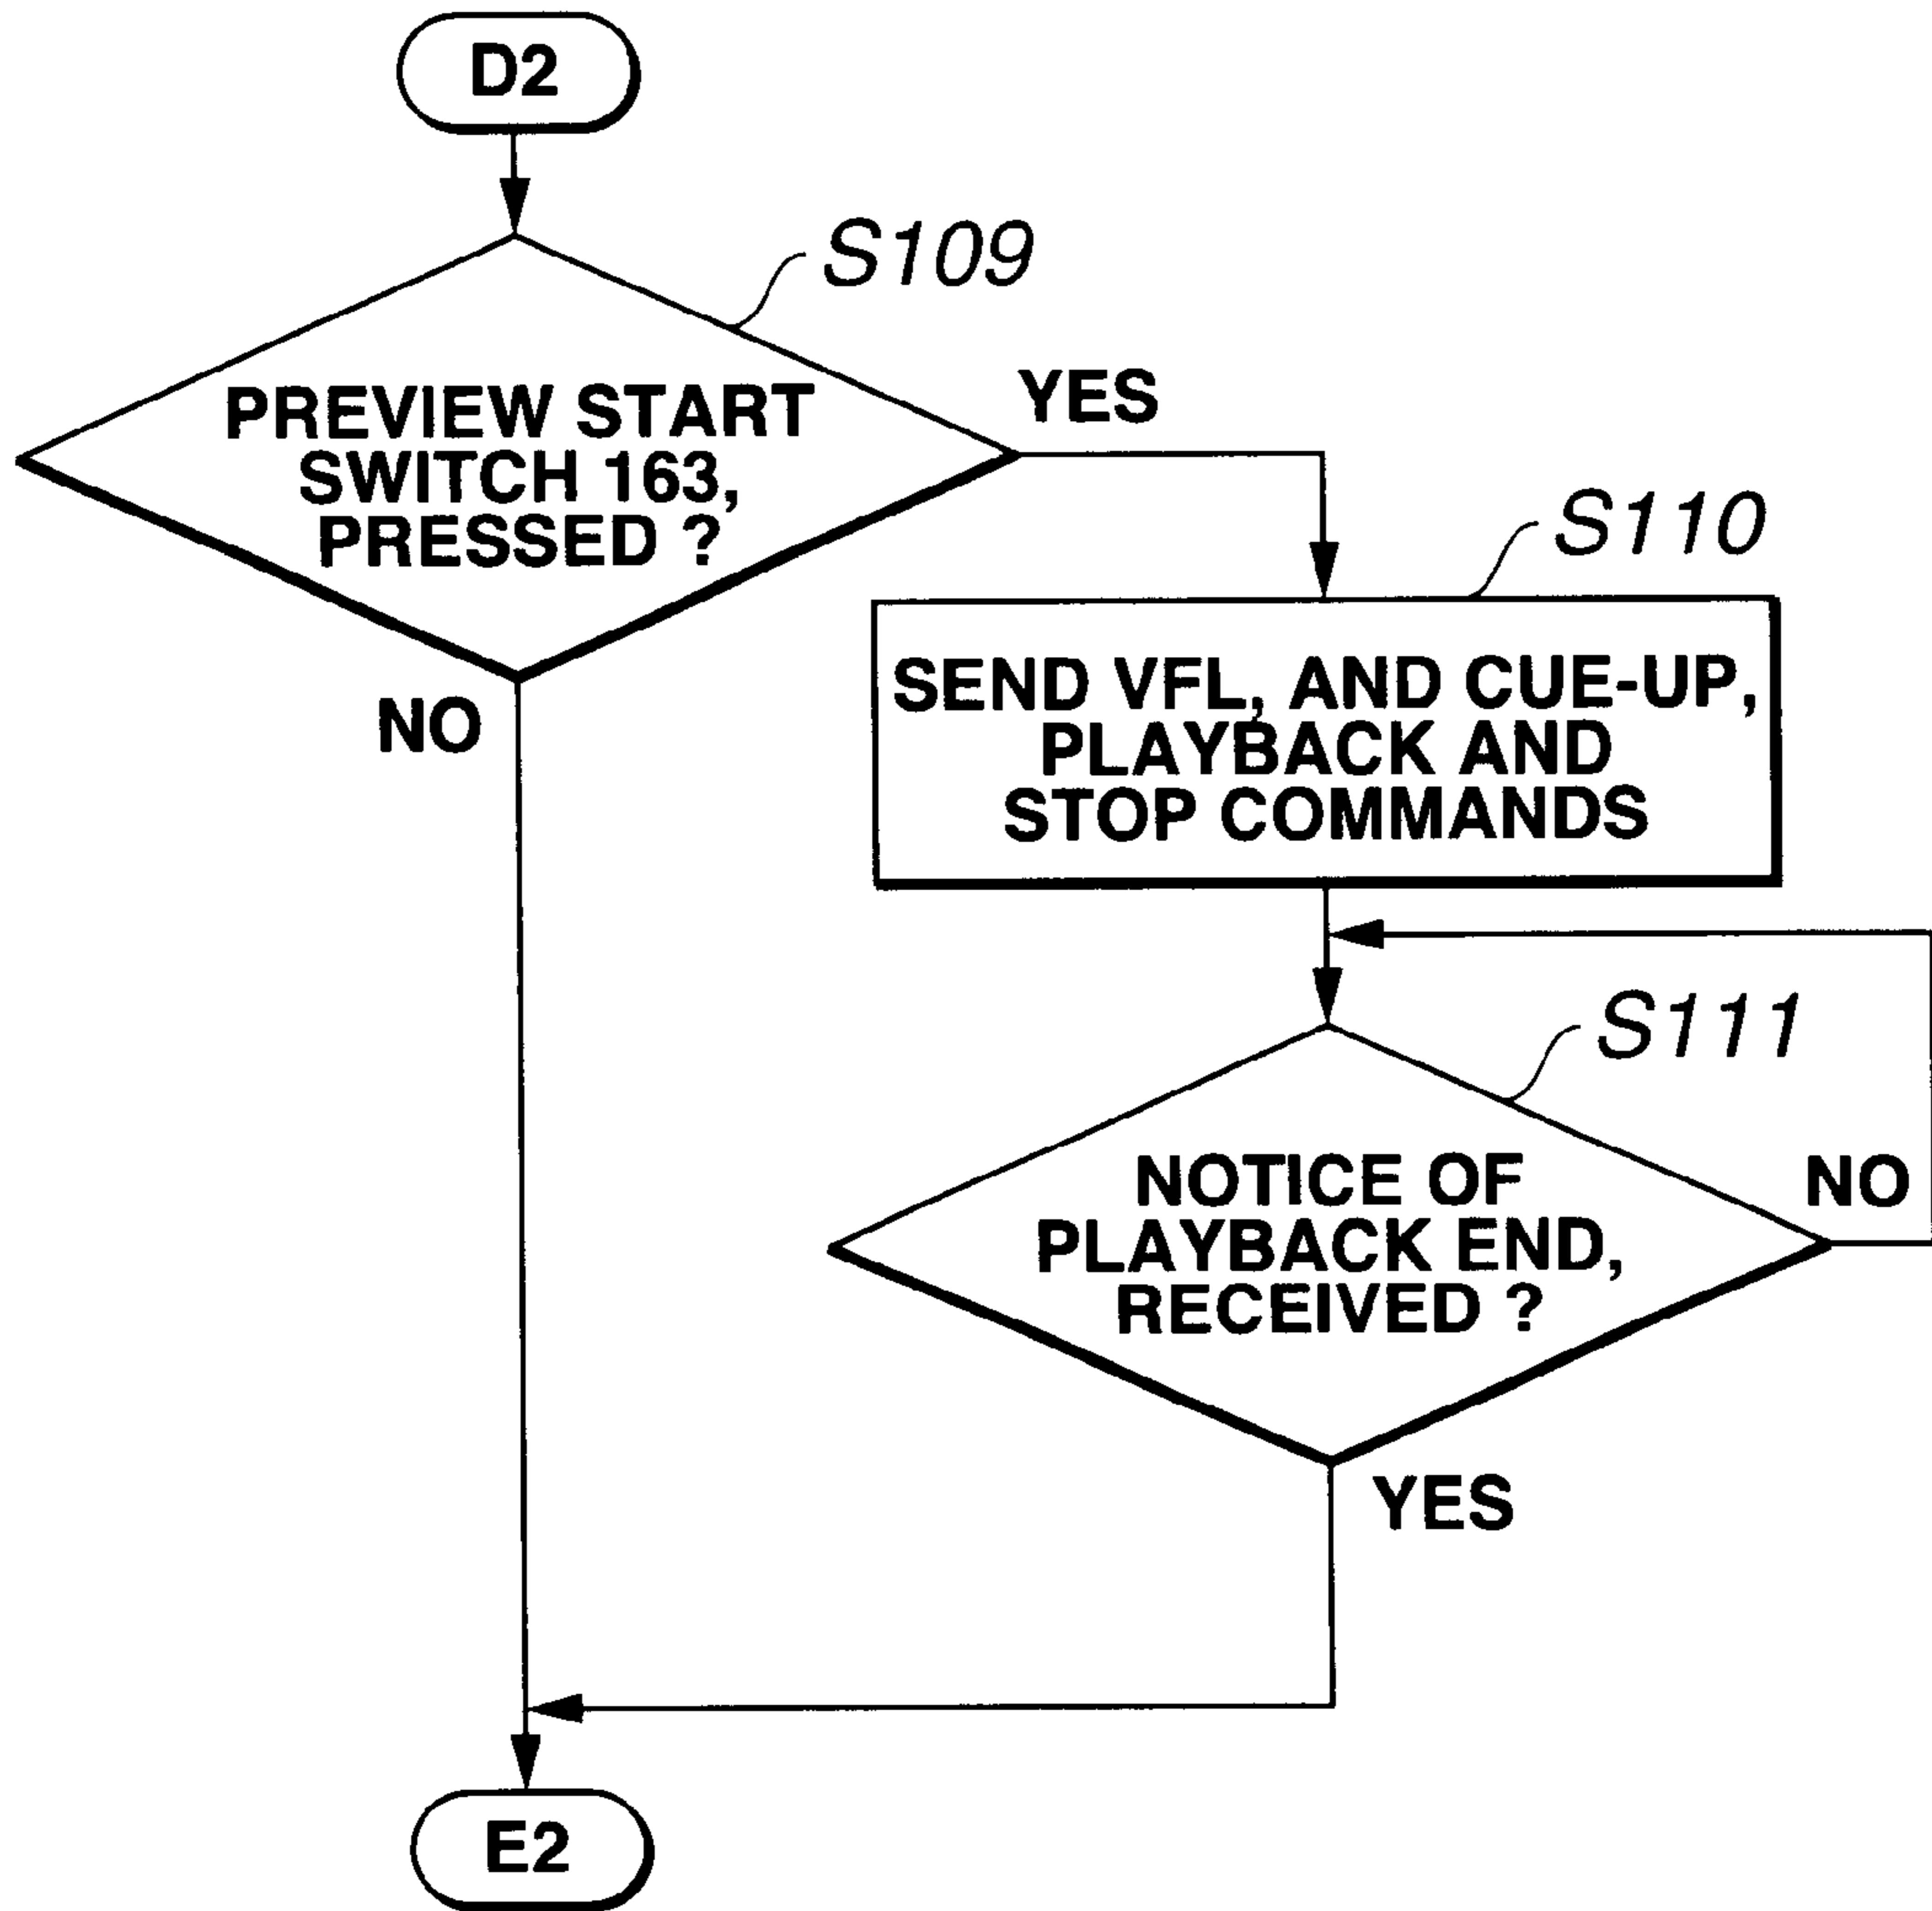 D2
S109
PREVIEW START
SWITCH 163,
PRESSED ?
YES
NO
S110
SEND VFL, AND CUE-UP,
PLAYBACK AND
STOP COMMANDS
S111
NOTICE OF
PLAYBACK END,
RECEIVED ?
NO
YES
E2